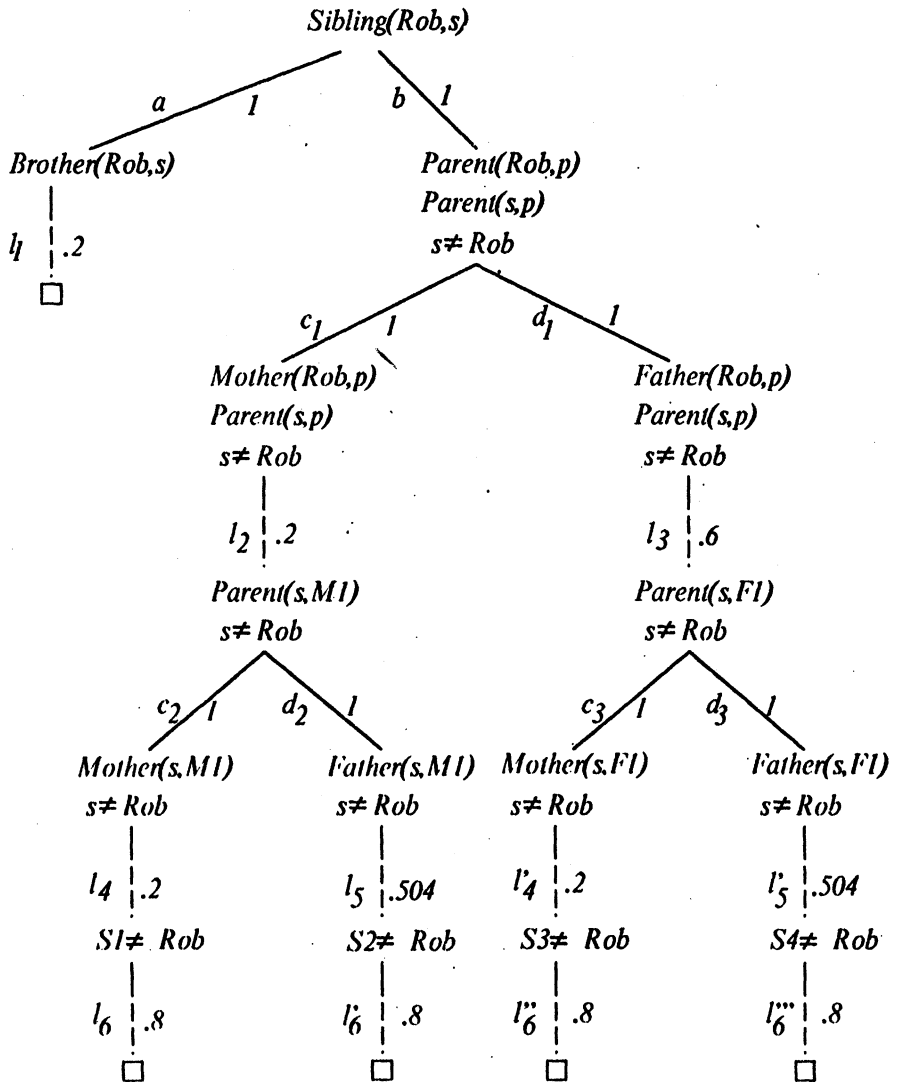 Sibling(Rob,s)
a 1 b 1
Brother(Rob,s) Parent(Rob,p)
Parent(s,p)
l1 .2 s≠ Rob
c1 1 d1 1
Mother(Rob,p) Father(Rob,p)
Parent(s,p) Parent(s,p)
s≠ Rob s≠ Rob
l2 .2 l3 .6
Parent(s,M1) Parent(s,F1)
s≠ Rob s≠ Rob
c2 1 d2 1 c3 1 d3 1
Mother(s,M1) Father(s,M1) Mother(s,F1) Father(s,F1)
s≠ Rob s≠ Rob s≠ Rob s≠ Rob
l4 .2 l5 .504 l'4 .2 l'5 .504
S1≠ Rob S2≠ Rob S3≠ Rob S4≠ Rob
l6 .8 l'6 .8 l''6 .8 l'''6 .8